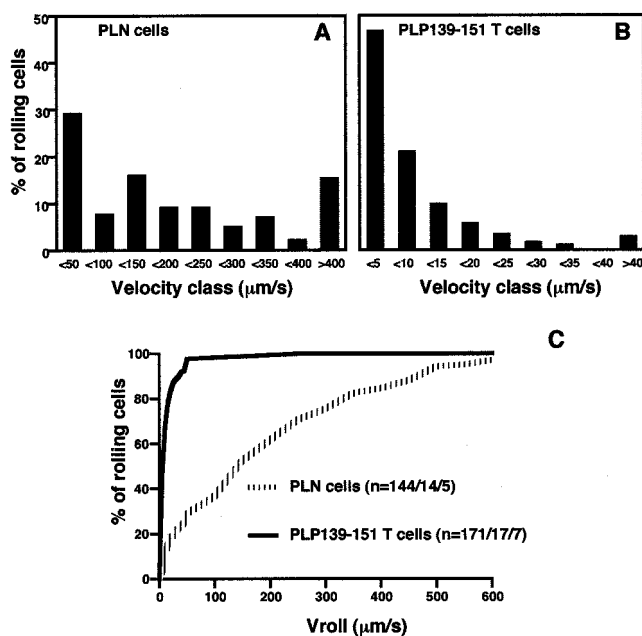 PLN cells
A
% of rolling cells
50
40
30
20
10
0
<50 <100 <150 <200 <250 <300 <350 <400 >400
Velocity class (μm/s)
PLP139-151 T cells
B
<5 <10 <15 <20 <25 <30 <35 <40 >40
Velocity class (μm/s)
C
% of rolling cells
100
80
60
40
20
0
PLN cells (n=144/14/5)
PLP139-151 T cells (n=171/17/7)
0 100 200 300 400 500 600
Vroll (μm/s)